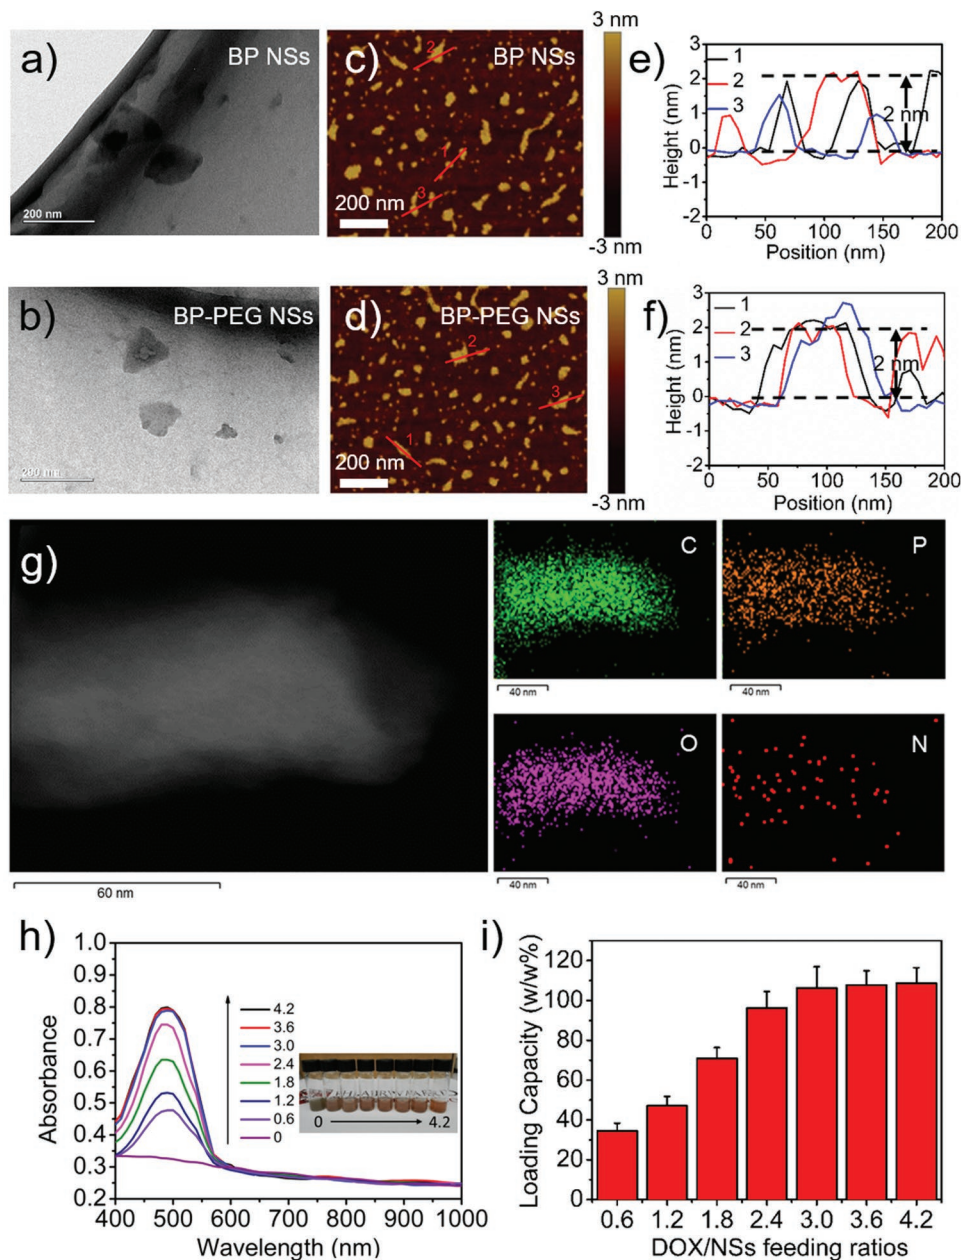 a)
BP NSs
200 nm
c)
BP NSs
2
1
3
200 nm
3 nm
-3 nm
e)
1
2
3
2 nm
Height (nm)
3
2
1
0
-1
-2
0 50 100 150 200
Position (nm)
b)
BP-PEG NSs
200 nm
d)
BP-PEG NSs
2
3
1
200 nm
3 nm
-3 nm
f)
1
2
3
2 nm
Height (nm)
3
2
1
0
-1
-2
0 50 100 150 200
Position (nm)
g)
60 nm
C
40 nm
P
40 nm
O
40 nm
N
40 nm
h)
Absorbance
1.0
0.9
0.8
0.7
0.6
0.5
0.4
0.3
0.2
4.2
3.6
3.0
2.4
1.8
1.2
0.6
0
0 4.2
400 500 600 700 800 900 1000
Wavelength (nm)
i)
Loading Capacity (w/w%)
120
100
80
60
40
20
0
0.6 1.2 1.8 2.4 3.0 3.6 4.2
DOX/NSs feeding ratios